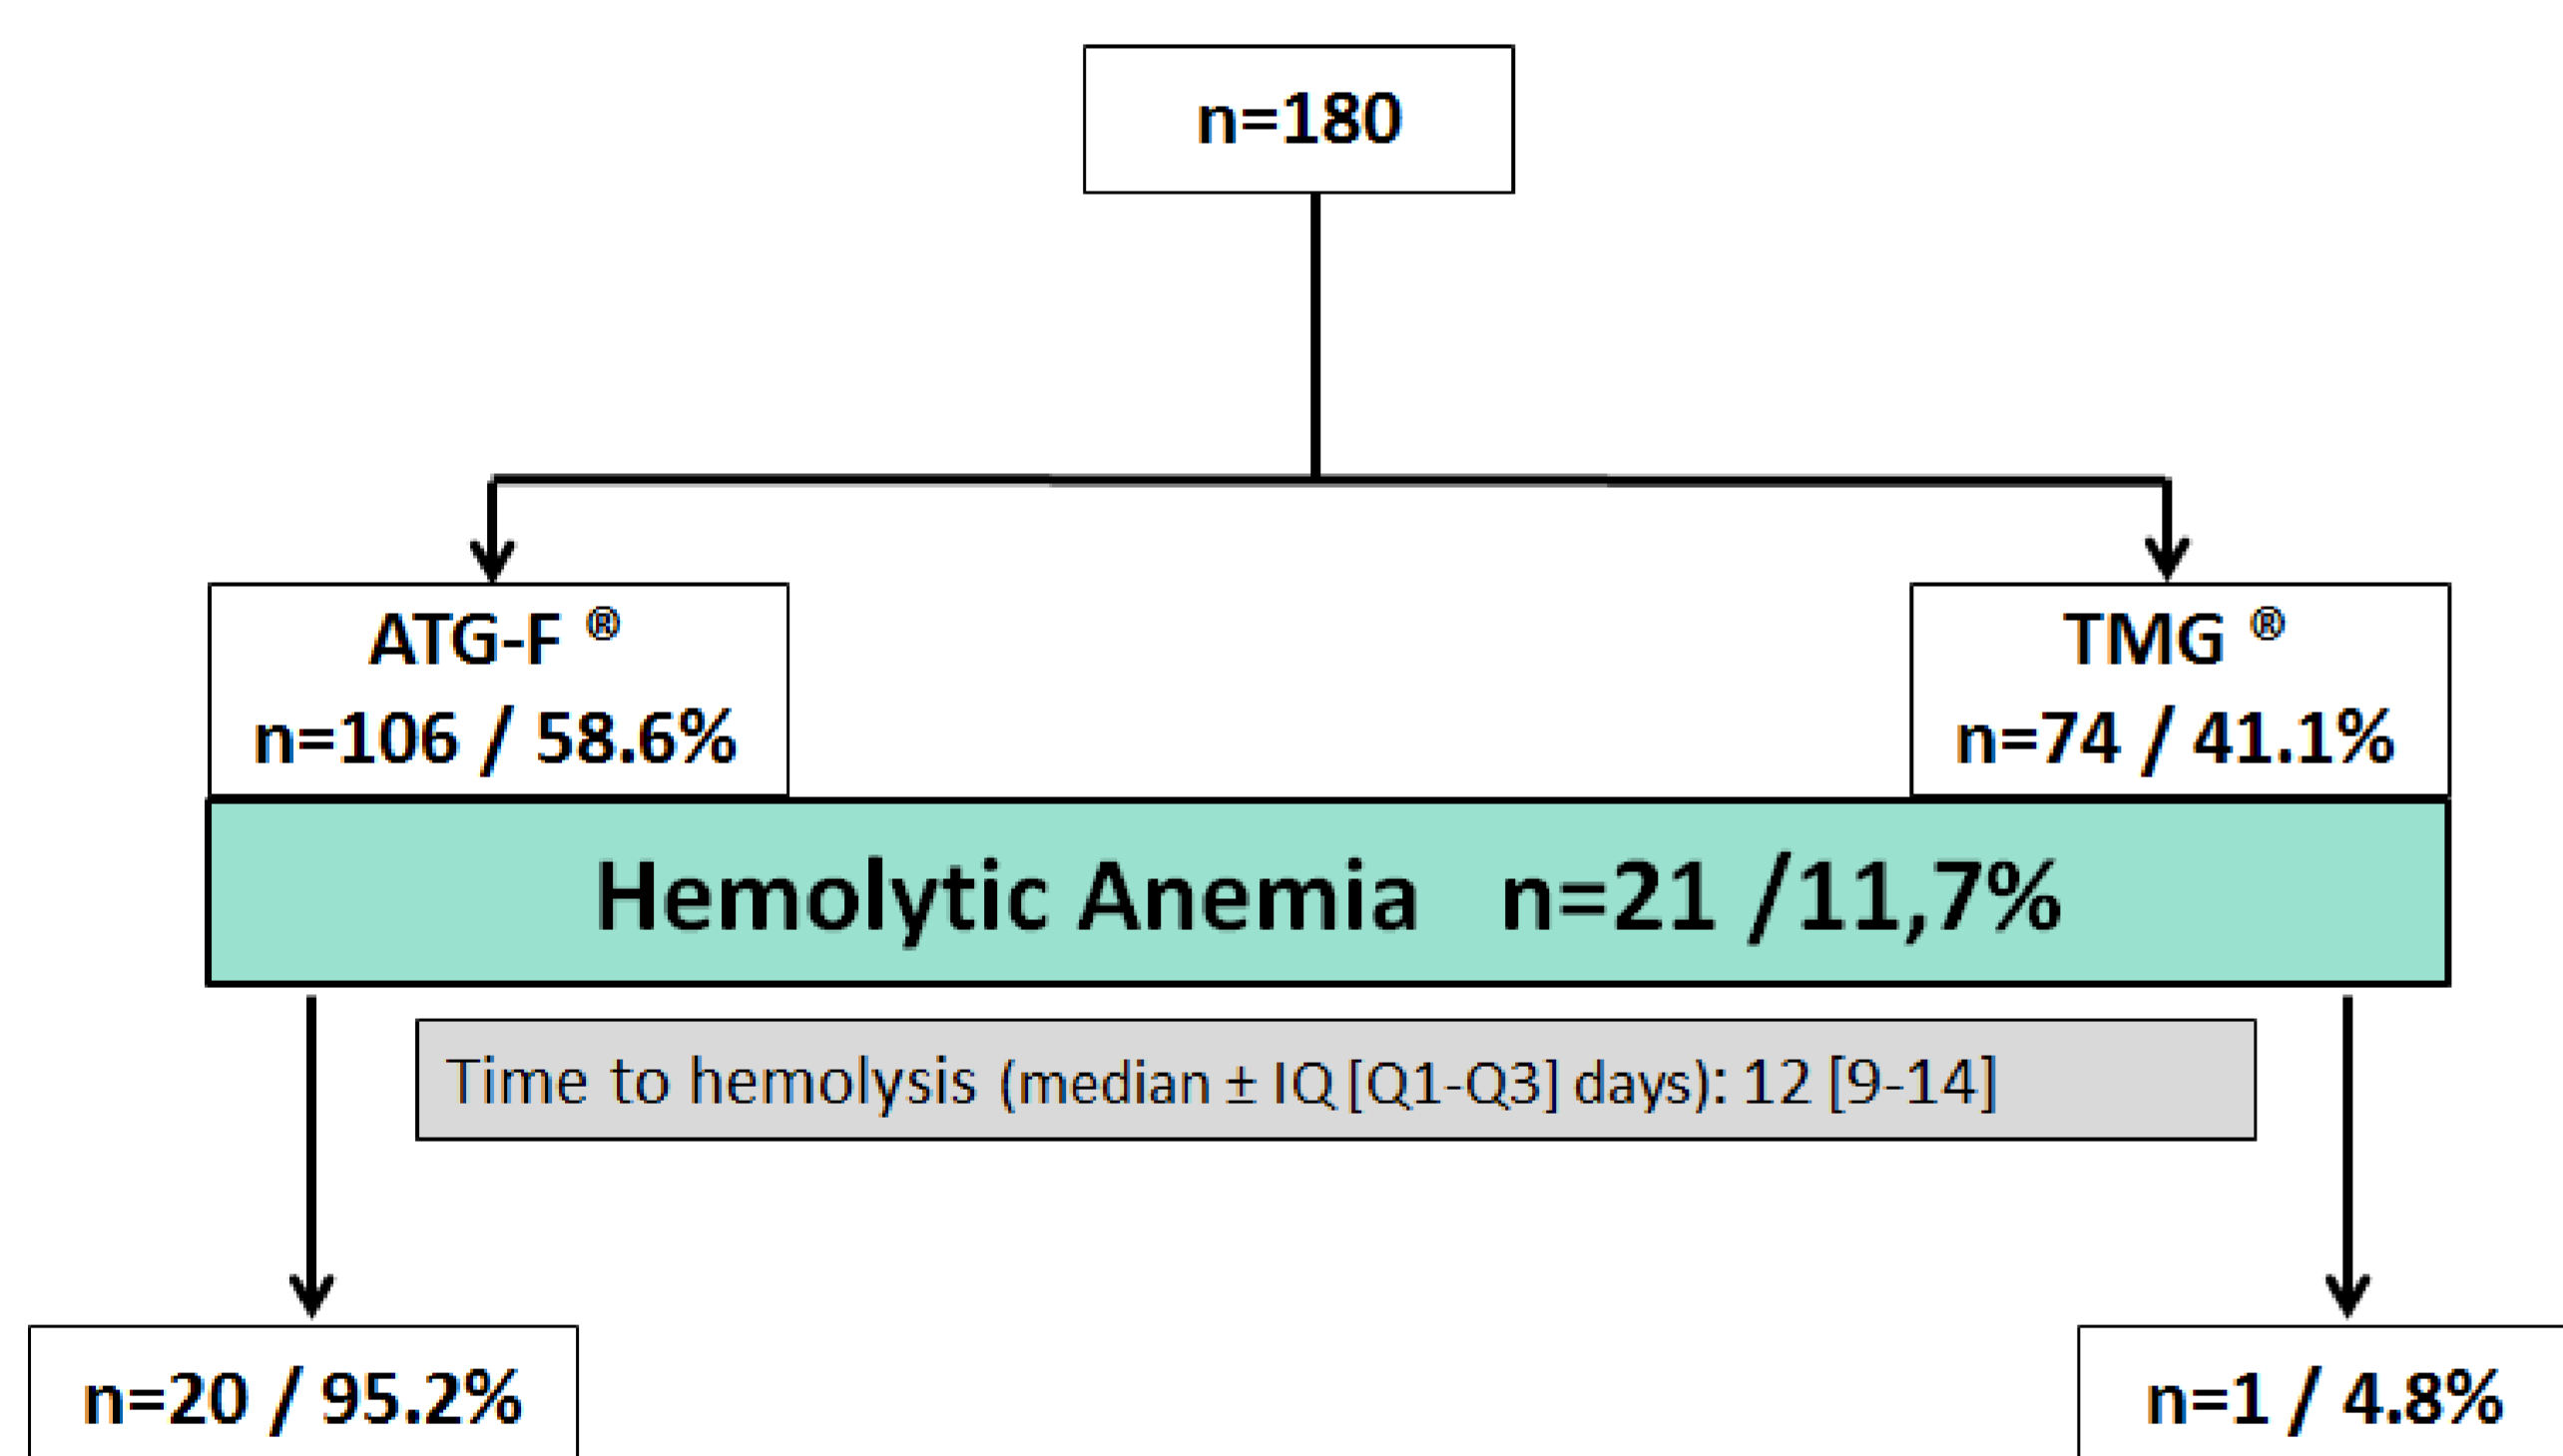 n=180
ATG-F ®
n=106 / 58.6%
TMG ®
n=74 / 41.1%
Hemolytic Anemia n=21 /11,7%
Time to hemolysis (median ± IQ [Q1-Q3] days): 12 [9-14]
n=20 / 95.2%
n=1 / 4.8%